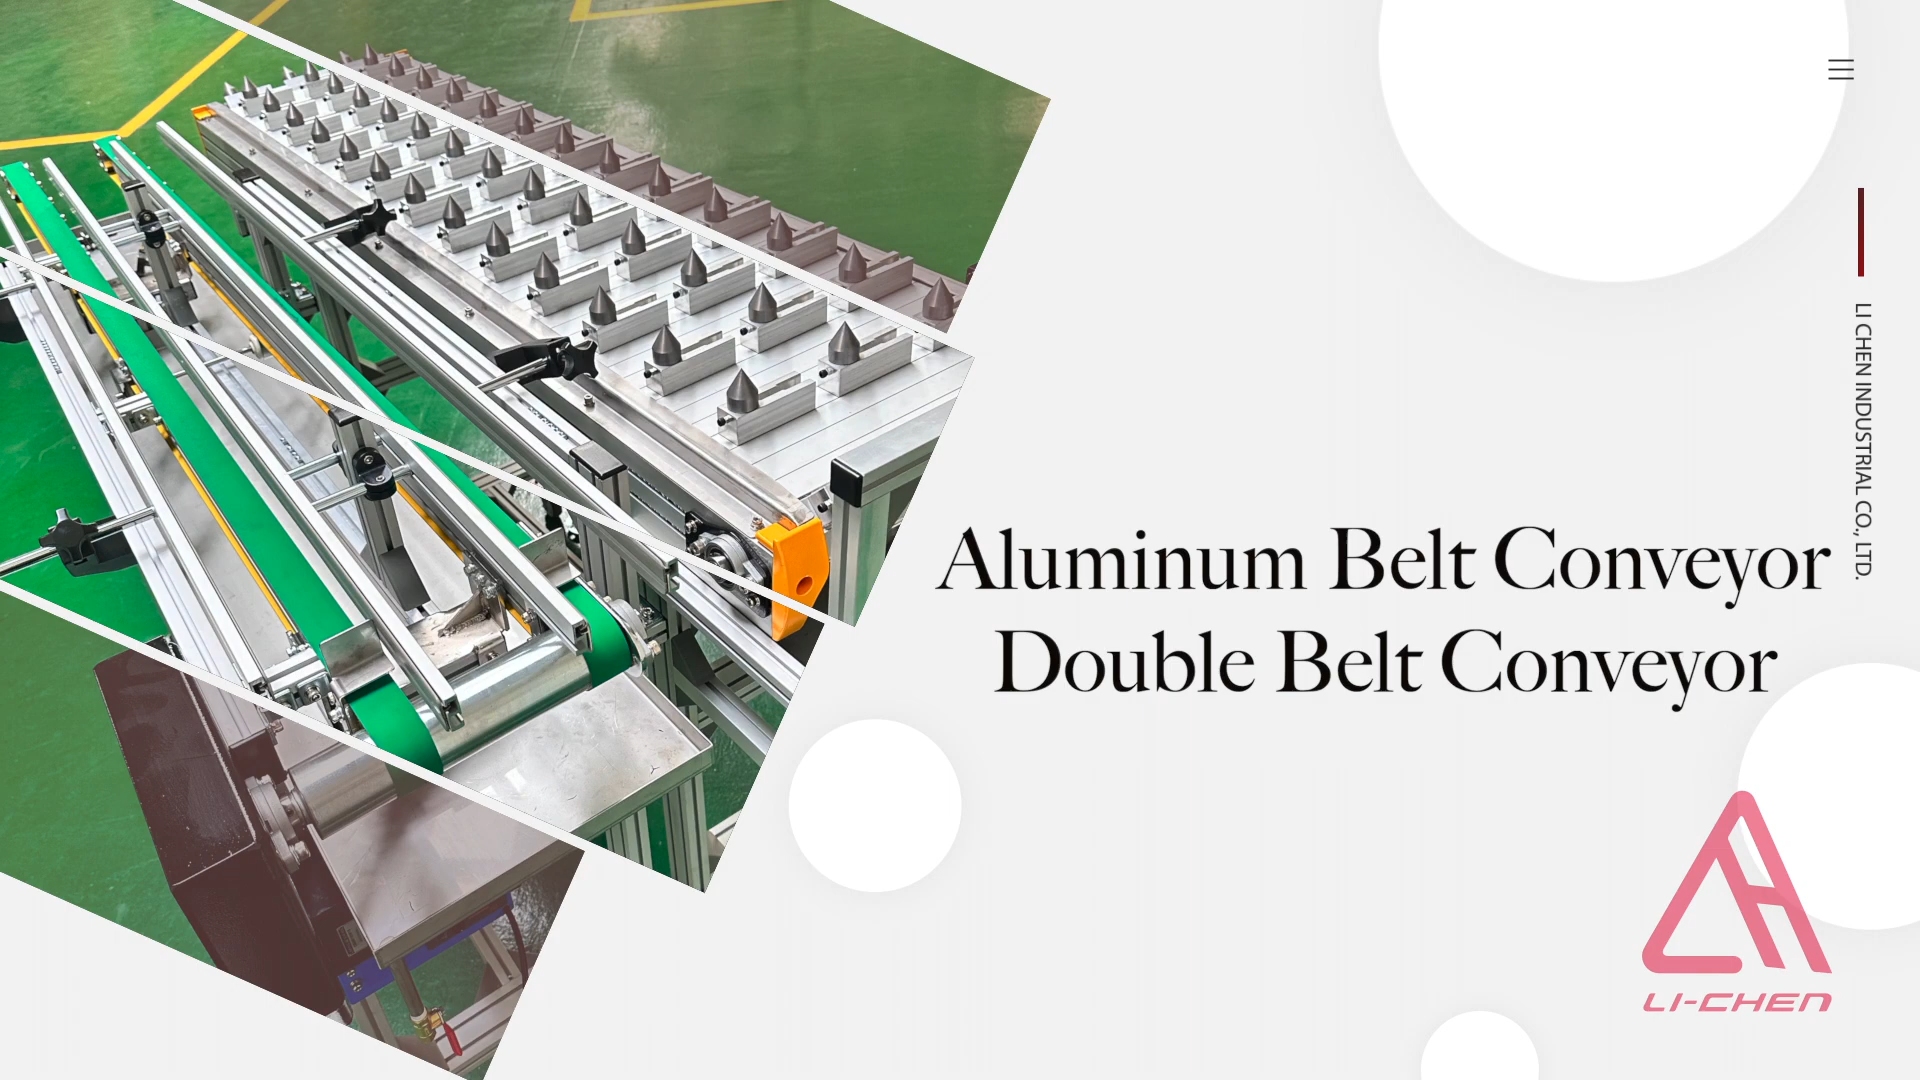 LI CHEN INDUSTRIAL CO., LTD.
Aluminum Belt Conveyor
Double Belt Conveyor
LI-CHEN